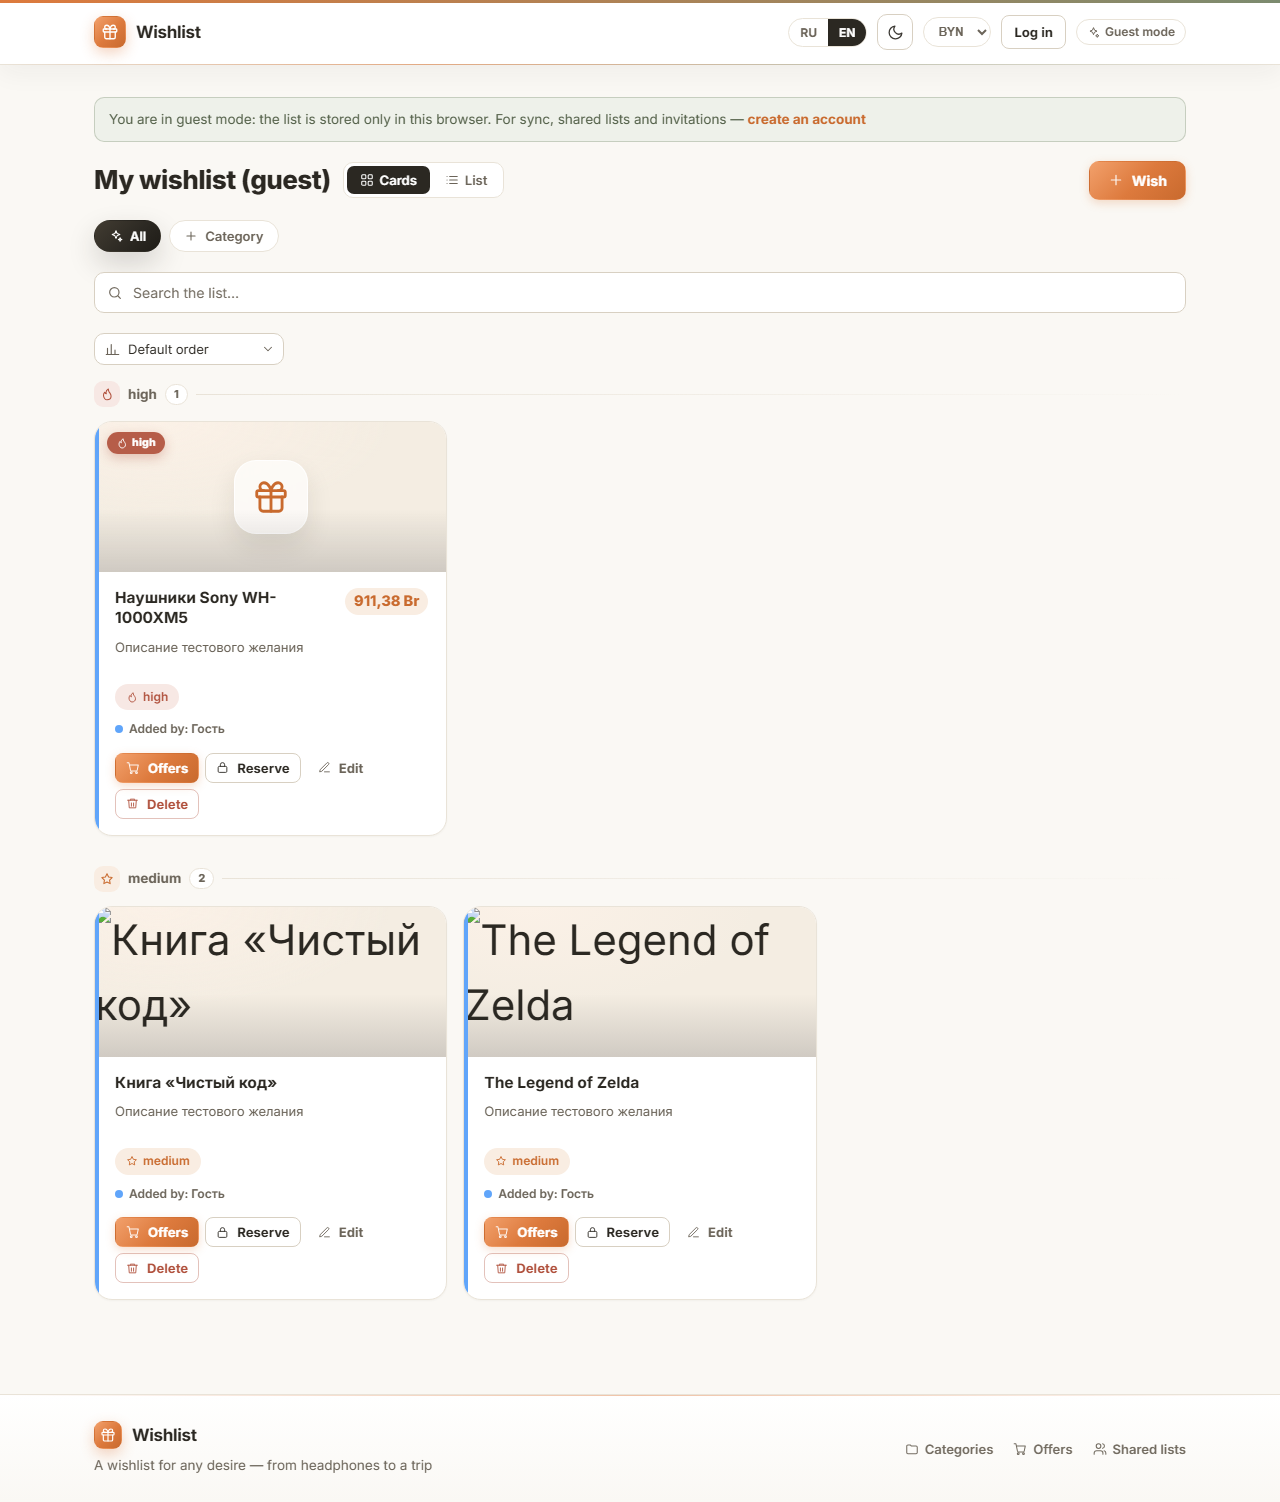 Wishlist
RU EN BYN Log in Guest mode
You are in guest mode: the list is stored only in this browser. For sync, shared lists and invitations — create an account
My wishlist (guest) Cards List + Wish
All + Category
Search the list...
Default order
high 1
high
Наушники Sony WH-
1000XM5
911,38 Br
Описание тестового желания
high
Added by: Гость
Offers Reserve Edit
Delete
medium 2
Книга «Чистый
код»
Книга «Чистый код»
Описание тестового желания
medium
Added by: Гость
Offers Reserve Edit
Delete
The Legend of
Zelda
The Legend of Zelda
Описание тестового желания
medium
Added by: Гость
Offers Reserve Edit
Delete
Wishlist
A wishlist for any desire — from headphones to a trip
Categories Offers Shared lists